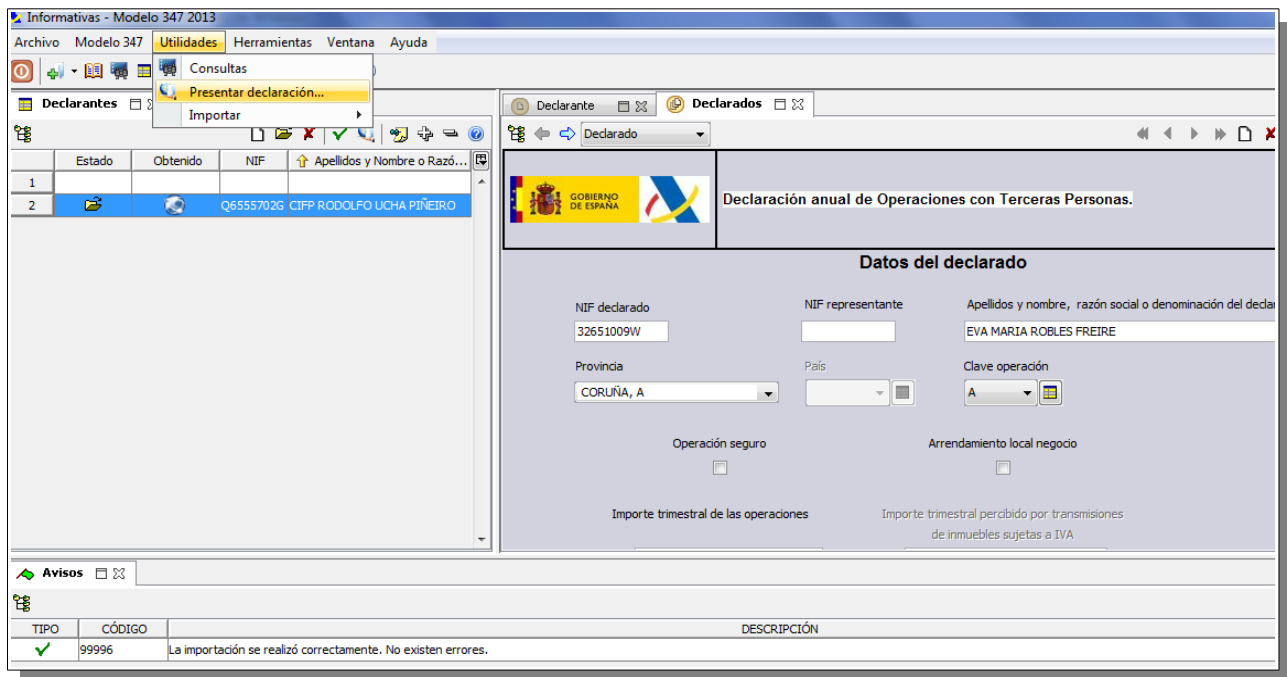 Informativas - Modelo 347 2013
Archivo Modelo 347 Utilidades Herramientas Ventana Ayuda
Consultas
Presentar declaración...
Importar
Declarantes
Estado Obtenido NIF Apellidos y Nombre o Razó...
1
2 Q6555702G CIFP RODOLFO UCHA PIÑEIRO
Declarante Declarados
Declarado
GOBIERNO
DE ESPAÑA
Declaración anual de Operaciones con Terceras Personas.
Datos del declarado
NIF declarado NIF representante Apellidos y nombre, razón social o denominación del declar
32651009W EVA MARIA ROBLES FREIRE
Provincia País Clave operación
CORUÑA, A A
Operación seguro Arrendamiento local negocio
Importe trimestral de las operaciones Importe trimestral percibido por transmisiones
de inmuebles sujetas a IVA
Avisos
TIPO CÓDIGO DESCRIPCIÓN
99996 La importación se realizó correctamente. No existen errores.